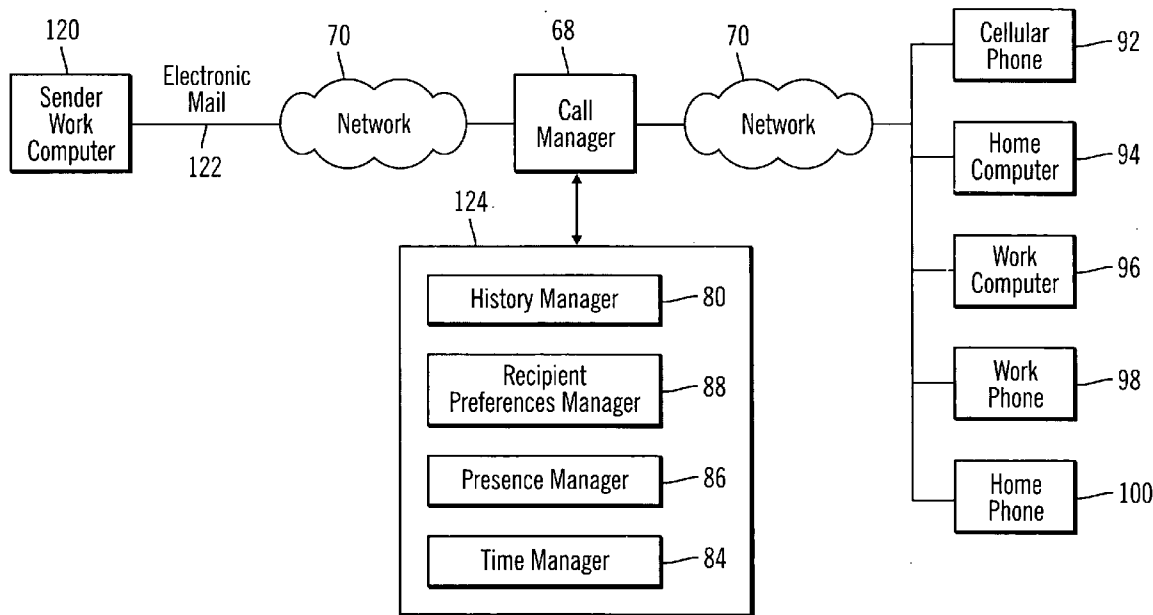 120
Sender
Work
Computer
Electronic
Mail
122
70
Network
68
Call
Manager
70
Network
124
History Manager
80
Recipient
Preferences Manager
88
Presence Manager
86
Time Manager
84
Cellular
Phone
92
Home
Computer
94
Work
Computer
96
Work
Phone
98
Home
Phone
100